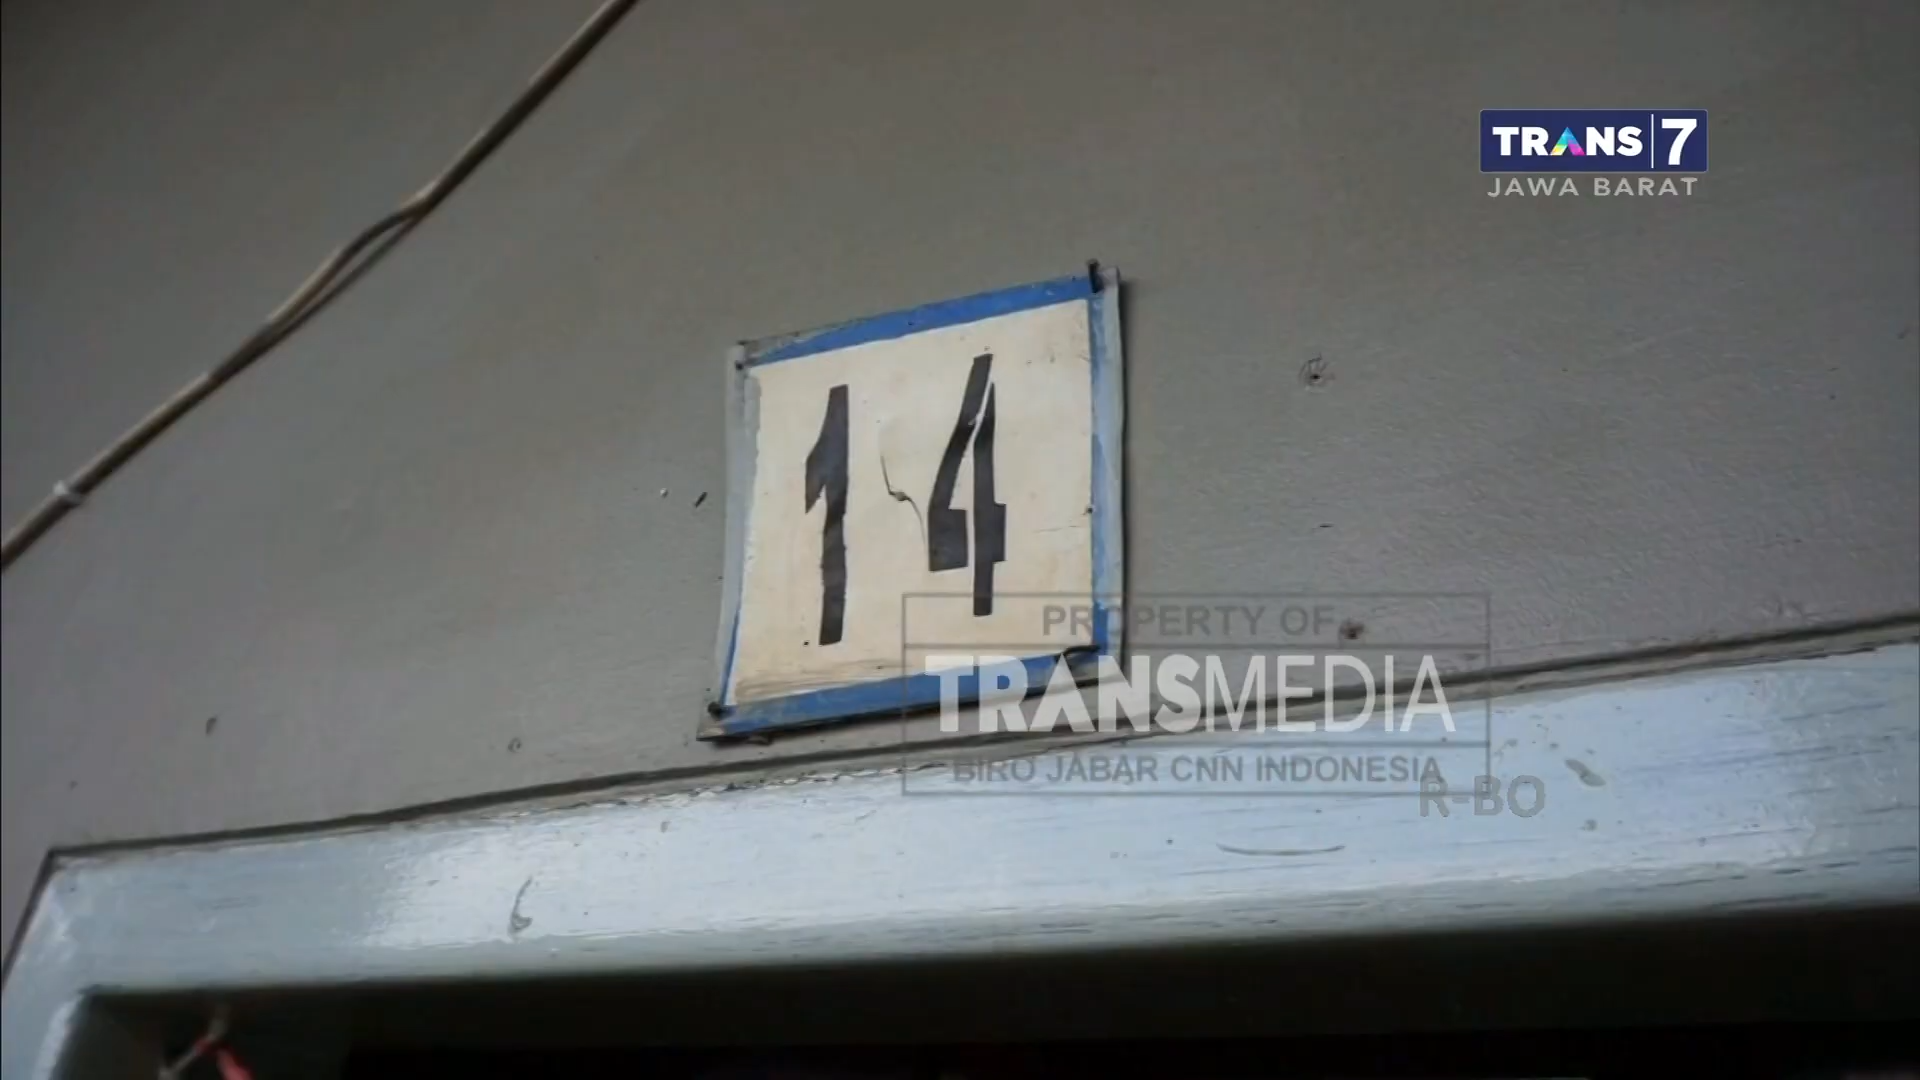 TRANS|7
JAWA BARAT
14
PROPERTY OF
TRANSMEDIA
BIRO JABAR CNN INDONESIA
R-BO